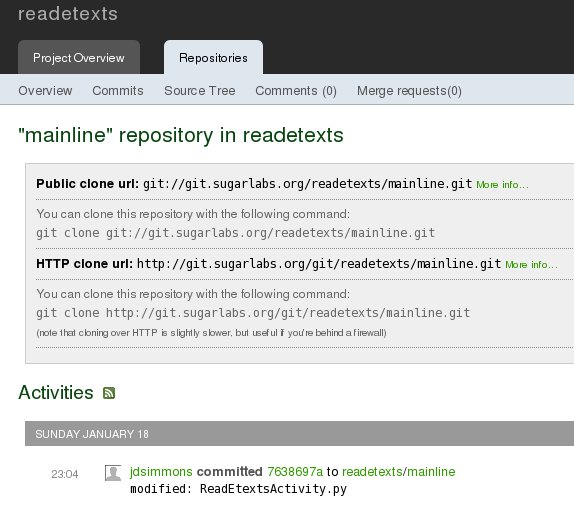 readetexts
Project Overview
Repositories
Overview
Commits
Source Tree
Comments (0)
Merge requests(0)
"mainline" repository in readetexts
Public clone url: git://git.sugarlabs.org/readetexts/mainline.git More info...
You can clone this repository with the following command:
git clone git://git.sugarlabs.org/readetexts/mainline.git
HTTP clone url: http://git.sugarlabs.org/git/readetexts/mainline.git More info...
You can clone this repository with the following command:
git clone http://git.sugarlabs.org/git/readetexts/mainline.git
(note that cloning over HTTP is slightly slower, but useful if you're behind a firewall)
Activities
SUNDAY JANUARY 18
23:04 jdsimmons committed 7638697a to readetexts/mainline
modified: ReadEtextsActivity.py